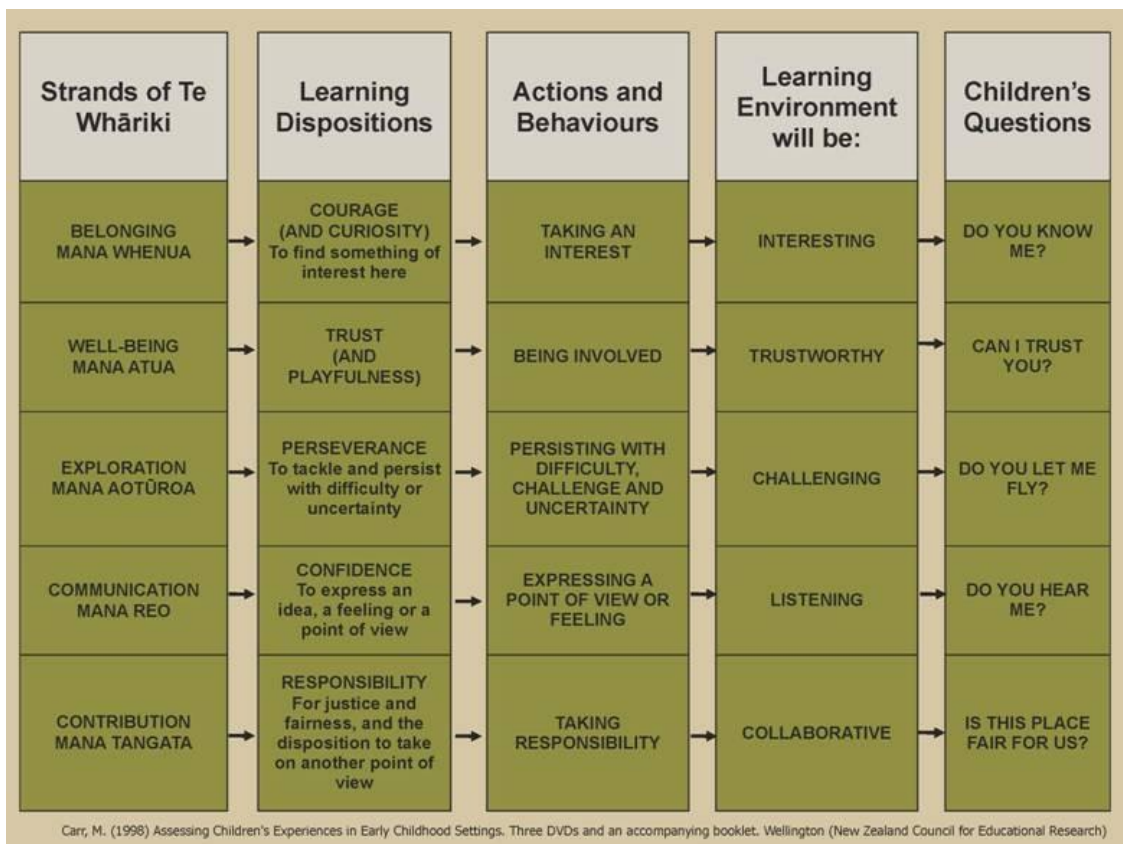 Strands of Te
Whāriki
Learning
Dispositions
Actions and
Behaviours
Learning
Environment
will be:
Children's
Questions
BELONGING
MANA WHENUA
COURAGE
(AND CURIOSITY)
To find something of
interest here
TAKING AN
INTEREST
INTERESTING
DO YOU KNOW
ME?
WELL-BEING
MANA ATUA
TRUST
(AND
PLAYFULNESS)
BEING INVOLVED
TRUSTWORTHY
CAN I TRUST
YOU?
EXPLORATION
MANA AOTŪROA
PERSEVERANCE
To tackle and persist
with difficulty or
uncertainty
PERSISTING WITH
DIFFICULTY,
CHALLENGE AND
UNCERTAINTY
CHALLENGING
DO YOU LET ME
FLY?
COMMUNICATION
MANA REO
CONFIDENCE
To express an
idea, a feeling or a
point of view
EXPRESSING A
POINT OF VIEW OR
FEELING
LISTENING
DO YOU HEAR
ME?
CONTRIBUTION
MANA TANGATA
RESPONSIBILITY
For justice and
fairness, and the
disposition to take
on another point of
view
TAKING
RESPONSIBILITY
COLLABORATIVE
IS THIS PLACE
FAIR FOR US?
Carr, M. (1998) Assessing Children's Experiences in Early Childhood Settings. Three DVDs and an accompanying booklet. Wellington (New Zealand Council for Educational Research)